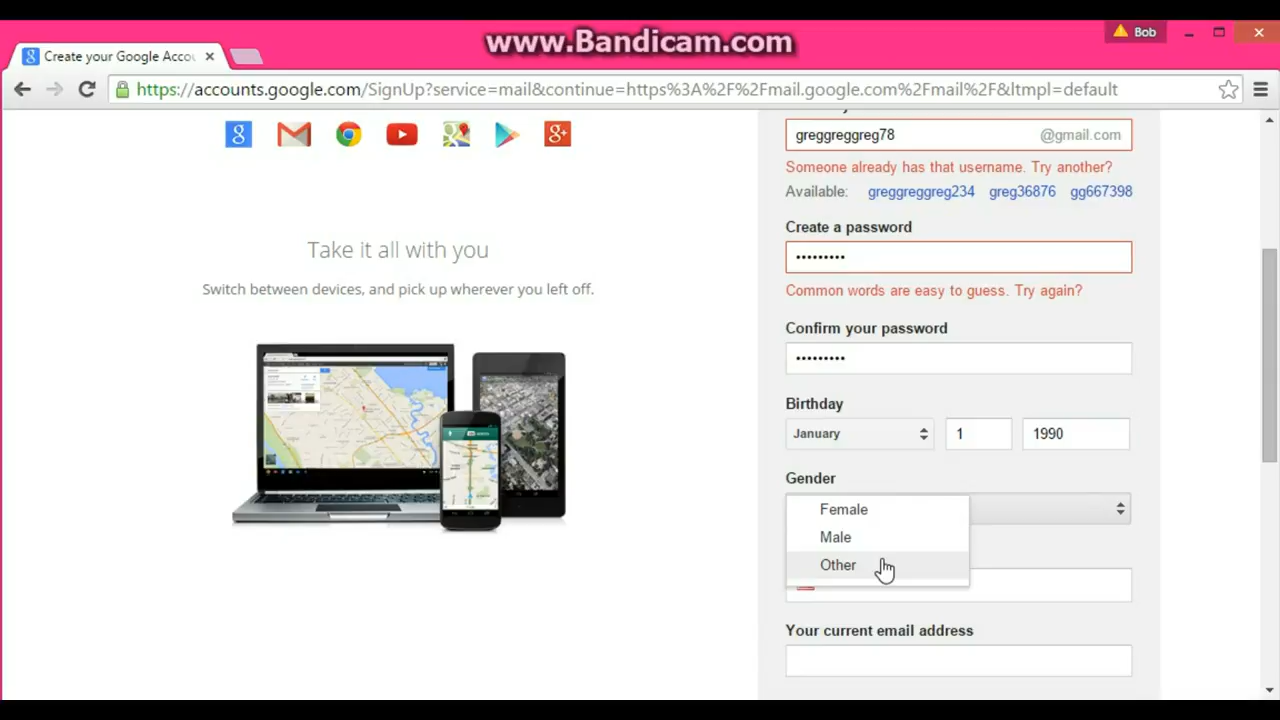 www.Bandicam.com
Bob
Create your Google Accou
https://accounts.google.com/SignUp?service=mail&continue=https%3A%2F%2Fmail.google.com%2Fmail%2F&ltmpl=default
greggreggreg78 @gmail.com
Someone already has that username. Try another?
Available: greggreggreg234 greg36876 gg667398
Create a password
Common words are easy to guess. Try again?
Confirm your password
Birthday
January 1 1990
Gender
Female
Male
Other
Your current email address
Take it all with you
Switch between devices, and pick up wherever you left off.